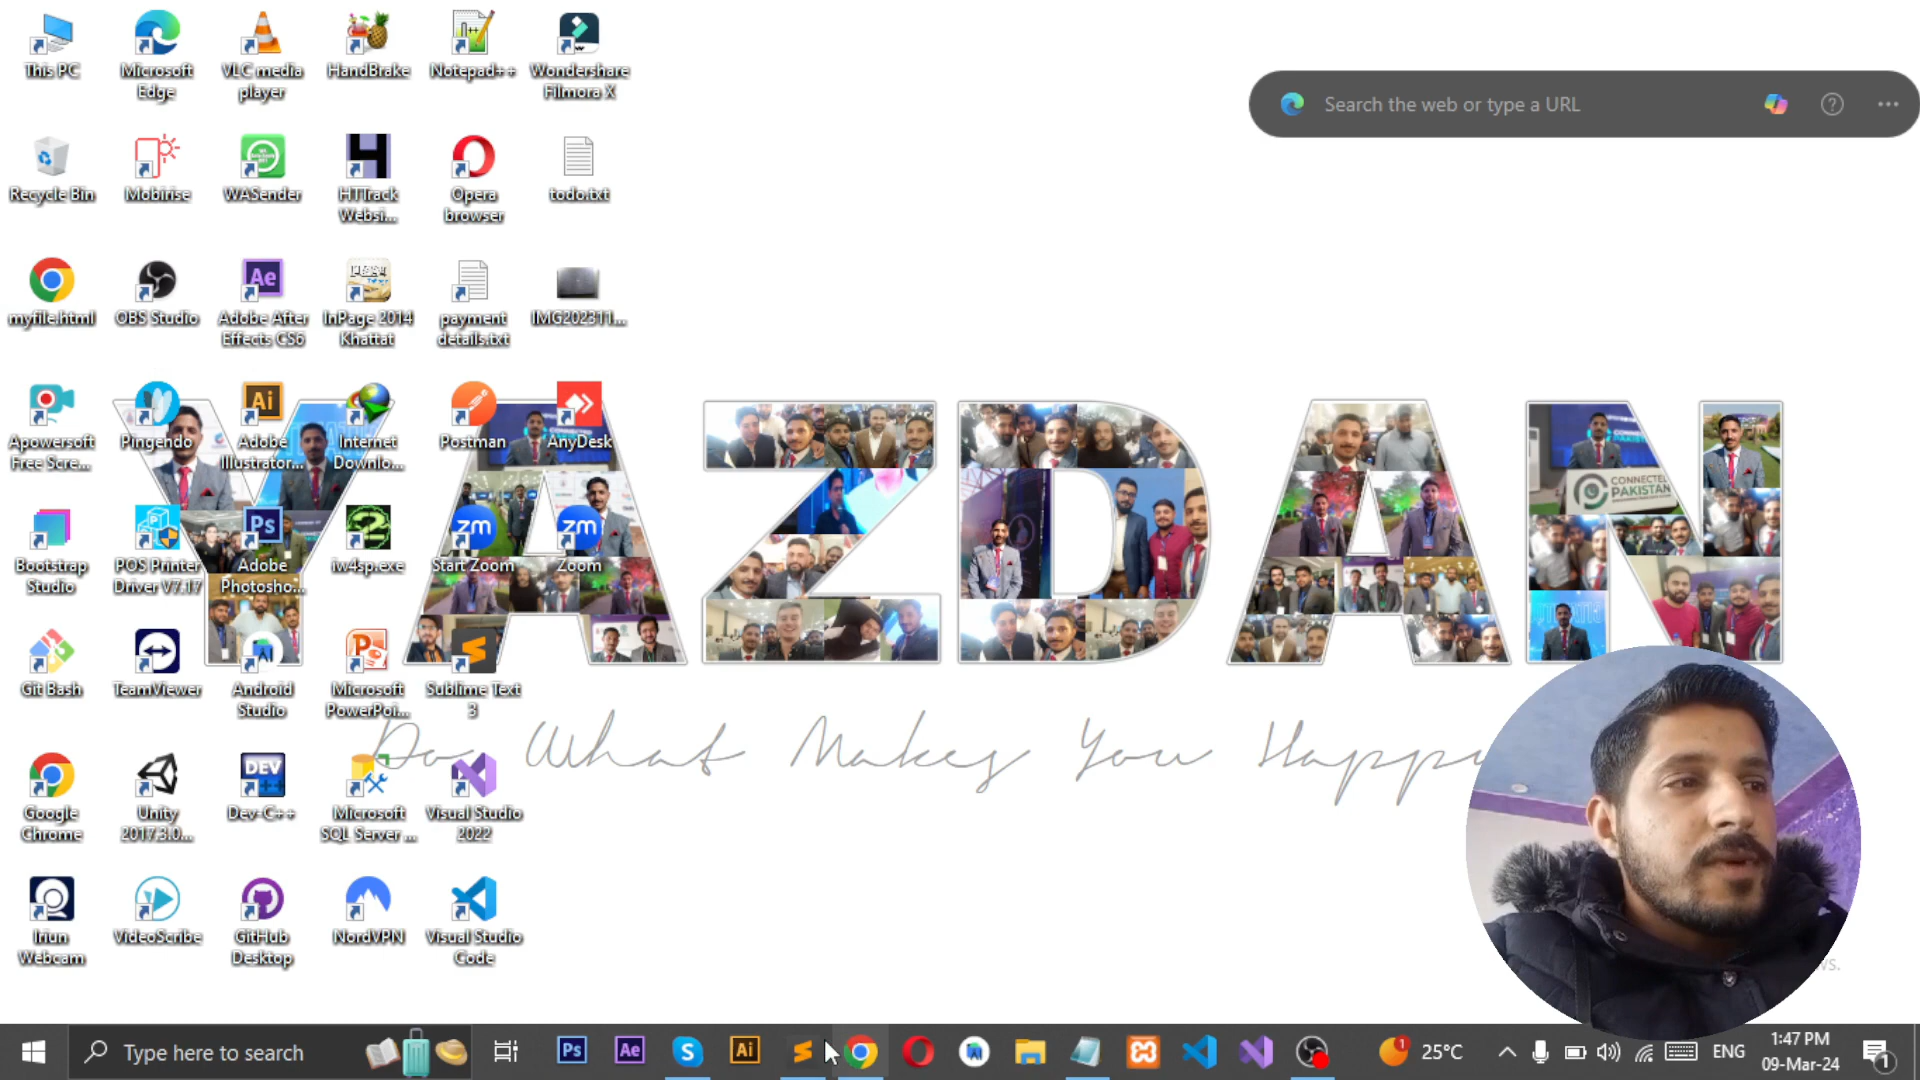 This PC
Microsoft
Edge
VLC media
player
HandBrake
Notepad++
Wondershare
Filmora X
Search the web or type a URL
Recycle Bin
Mobirise
WASender
HTTrack
Websi...
Opera
browser
todo.txt
myfile.html
OBS Studio
Adobe After
Effects CS6
InPage 2014
Khattat
payment
details.txt
IMG202311...
Apowersoft
Free Scre...
Pingendo
Adobe
Illustrator...
Internet
Downlo...
Postman
AnyDesk
Bootstrap
Studio
POS Printer
Driver V7.17
Adobe
Photosho...
iw4sp.exe
Start Zoom
Zoom
YAZDAN
CONNECTED
PAKISTAN
Git Bash
TeamViewer
Android
Studio
Microsoft
PowerPoi...
Sublime Text
3
Do What Makes You Happy
Google
Chrome
Unity
2017.3.0...
Dev-C++
Microsoft
SQL Server ...
Visual Studio
2022
Iriun
Webcam
VideoScribe
GitHub
Desktop
NordVPN
Visual Studio
Code
Type here to search
25°C
ENG
1:47 PM
09-Mar-24